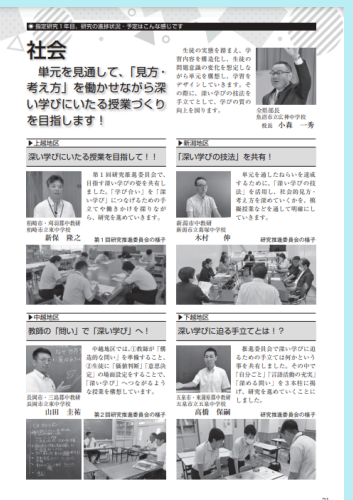 指定研究1年目、研究の進捗状況・予定はこんな感じです
社会
単元を見通して、「見方・
考え方」を働かせながら深
い学びにいたる授業づくり
を目指します！
生徒の実態を踏まえ、学
習内容を構造化し、生徒の
問題意識の変化を想定しな
がら単元を構想し、学習を
デザインしていきます。そ
の際に、深い学びの技法を
手立てとして、学びの質の
向上を図ります。
全県部長
魚沼市立広神中学校
校長 小森 一秀
▶上越地区
深い学びにいたる授業を目指して！！
第１回研究推進委員会で、
目指す深い学びの姿を共有し
ました。「学び合い」を「深
い学び」につなげるための手
立てや働きかけを探りなが
ら、研究を進めていきます。
柏崎市・刈羽郡中教研
柏崎市立東中学校
新保 隆之
第１回研究推進委員会の様子
▶新潟地区
「深い学びの技法」を共有！
単元を通したねらいを達成
するために、「深い学びの技
法」を活用し、社会的見方・
考え方を深めていくかを、模
擬授業などを通して明確にし
ていきます。
新潟市中教研
新潟市立真塚中学校
木村 伸
研究推進委員会の様子
▶中越地区
教師の「問い」で「深い学び」へ！
中越地区では、①教師が「構
造的な問い」を準備すること、
②生徒に「価値判断」「意思決
定」の場面設定をすることで、
「深い学び」へつながるよう
な授業を構想しています。
長岡市・三島郡中教研
長岡市立東中学校
山田 圭祐
第２回研究推進委員会の様子
▶下越地区
深い学びに迫る手立てとは！？
推進委員会で深い学びに迫
るための手立ては何かという
事を共有しました。その中で
「自分ごと」「言語活動の充実」
「深める問い」を３本柱に掲
げ、研究を進めていくことに
しました。
五泉市・東蒲原郡中教研
五泉市立五泉中学校
高橋 保嗣
研究推進委員会の様子